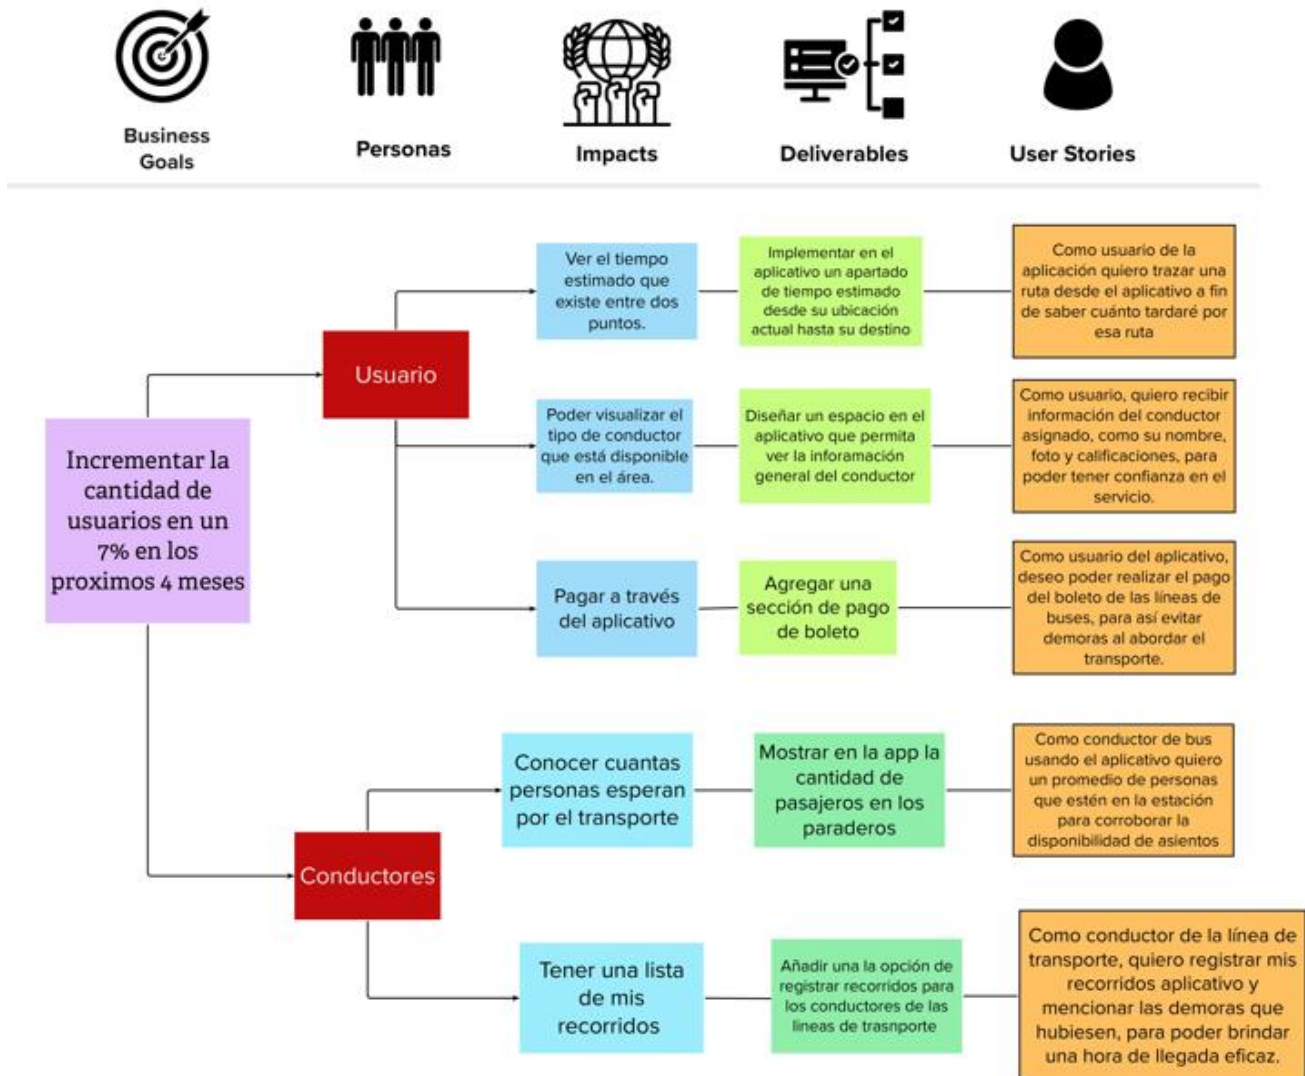 Business
Goals
Personas
Impacts
Deliverables
User Stories
Incrementar la
cantidad de
usuarios en un
7% en los
proximos 4 meses
Usuario
Ver el tiempo
estimado que
existe entre dos
puntos.
Implementar en el
aplicativo un apartado
de tiempo estimado
desde su ubicación
actual hasta su destino
Como usuario de la
aplicación quiero trazar una
ruta desde el aplicativo a fin
de saber cuánto tardaré por
esa ruta
Poder visualizar el
tipo de conductor
que está disponible
en el área.
Diseñar un espacio en el
aplicativo que permita
ver la inforamación
general del conductor
Como usuario, quiero recibir
información del conductor
asignado, como su nombre,
foto y calificaciones, para
poder tener confianza en el
servicio.
Pagar a través
del aplicativo
Agregar una
sección de pago
de boleto
Como usuario del aplicativo,
deseo poder realizar el pago
del boleto de las líneas de
buses, para así evitar
demoras al abordar el
transporte.
Conductores
Conocer cuantas
personas esperan
por el transporte
Mostrar en la app la
cantidad de
pasajeros en los
paraderos
Como conductor de bus
usando el aplicativo quiero
un promedio de personas
que estén en la estación
para corroborar la
disponibilidad de asientos
Tener una lista
de mis
recorridos
Añadir una la opción de
registrar recorridos para
los conductores de las
lineas de trasnporte
Como conductor de la línea de
transporte, quiero registrar mis
recorridos aplicativo y
mencionar las demoras que
hubiesen, para poder brindar
una hora de llegada eficaz.